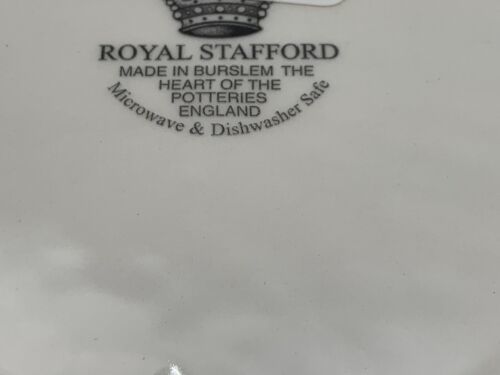 ROYAL STAFFORD
MADE IN BURSLEM THE
HEART OF THE
POTTERIES
ENGLAND
Microwave & Dishwasher Safe